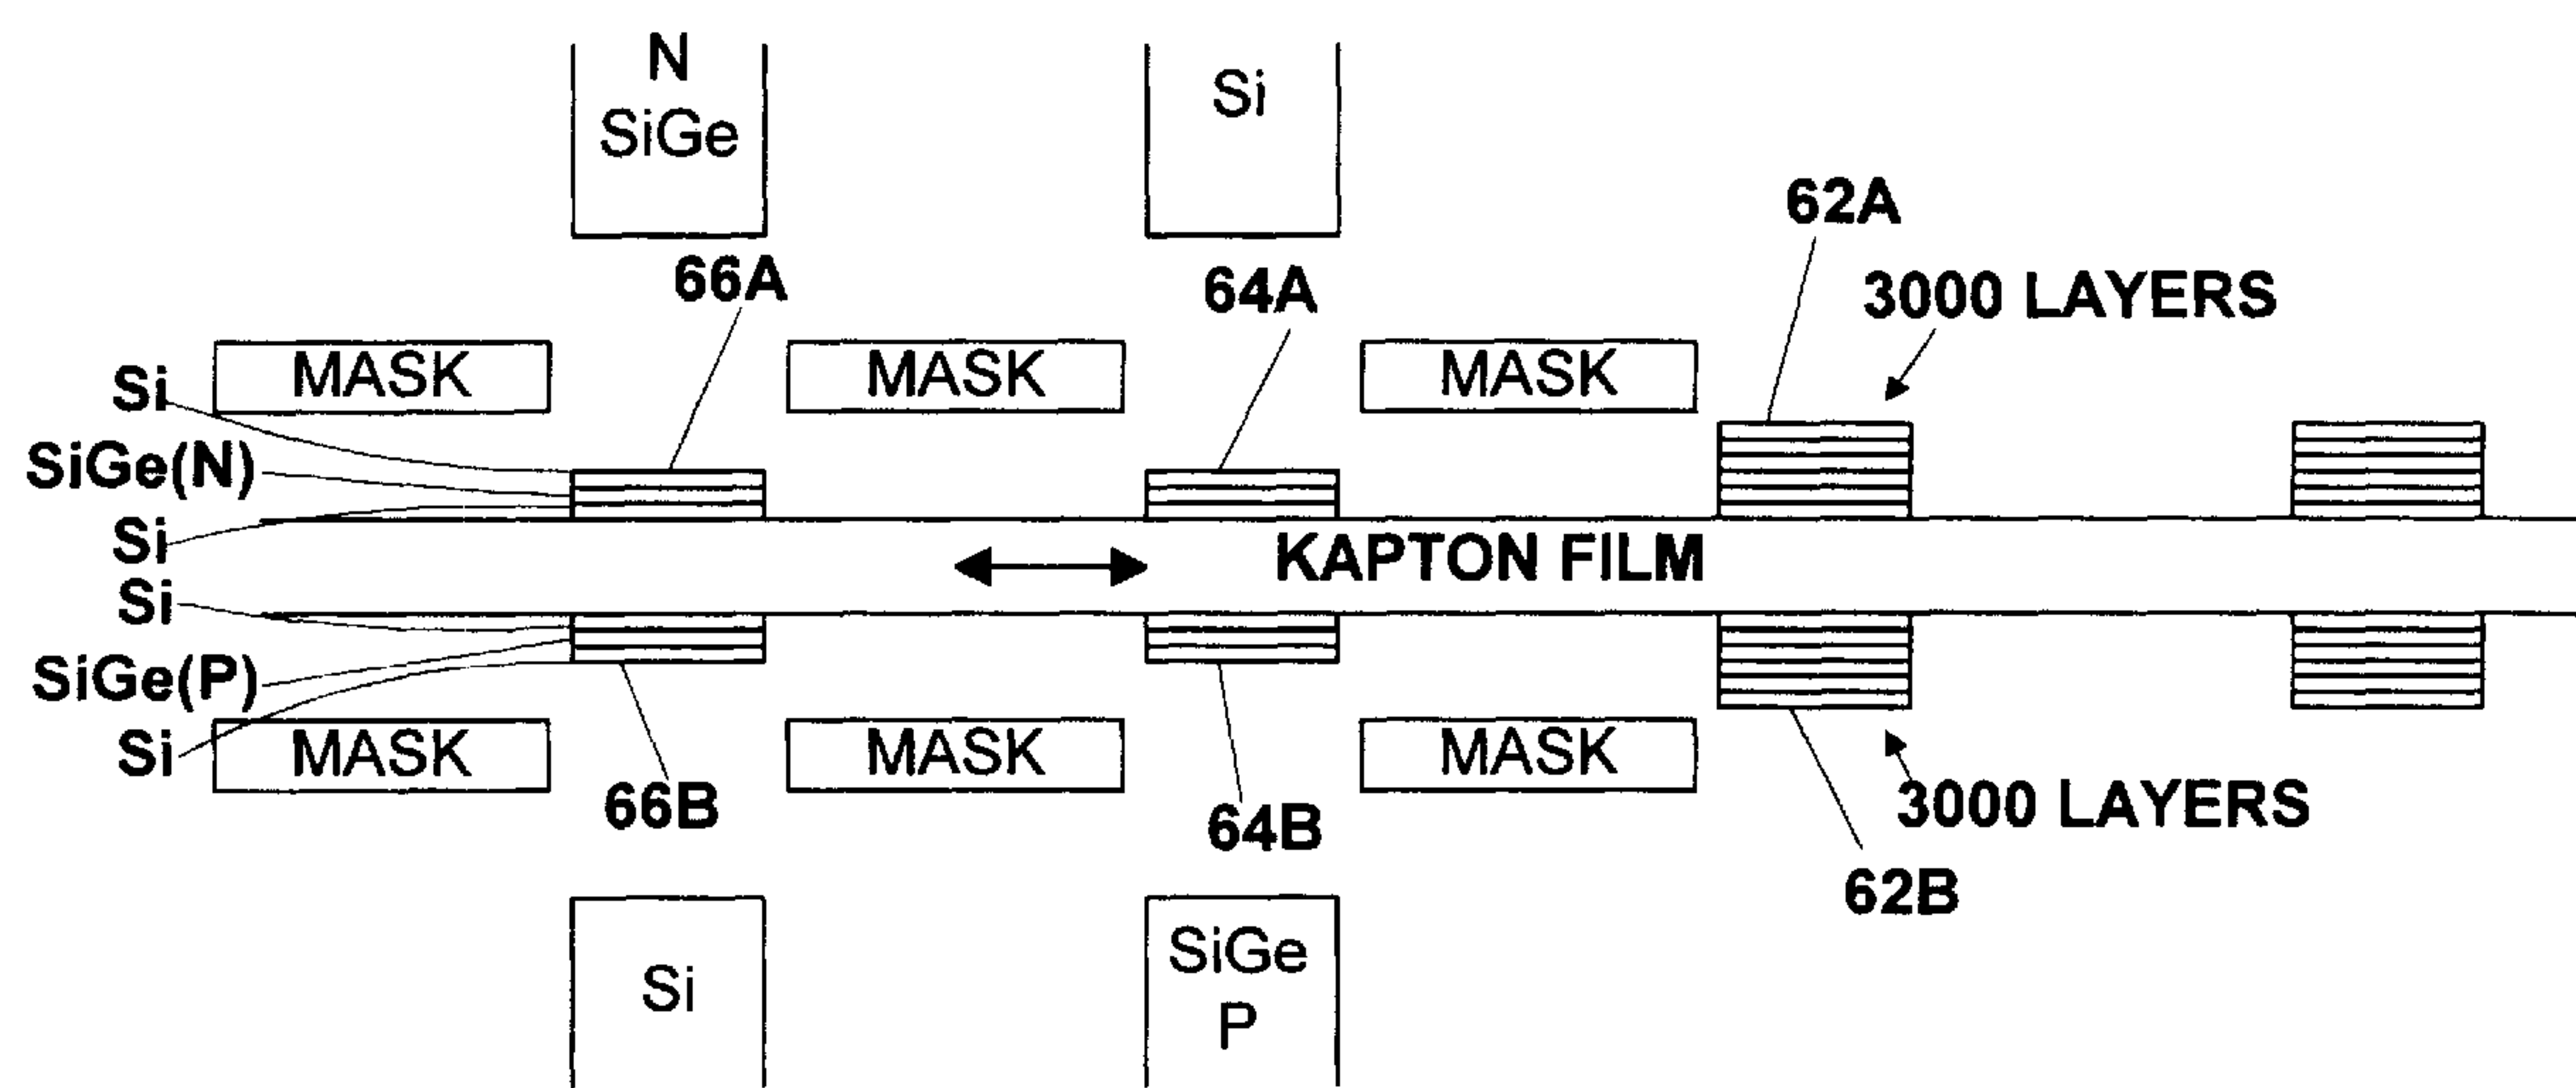 N
SiGe
Si
62A
66A
64A
3000 LAYERS
MASK
MASK
MASK
Si
SiGe(N)
Si
KAPTON FILM
Si
SiGe(P)
Si
MASK
MASK
MASK
66B
64B
3000 LAYERS
62B
Si
SiGe
P